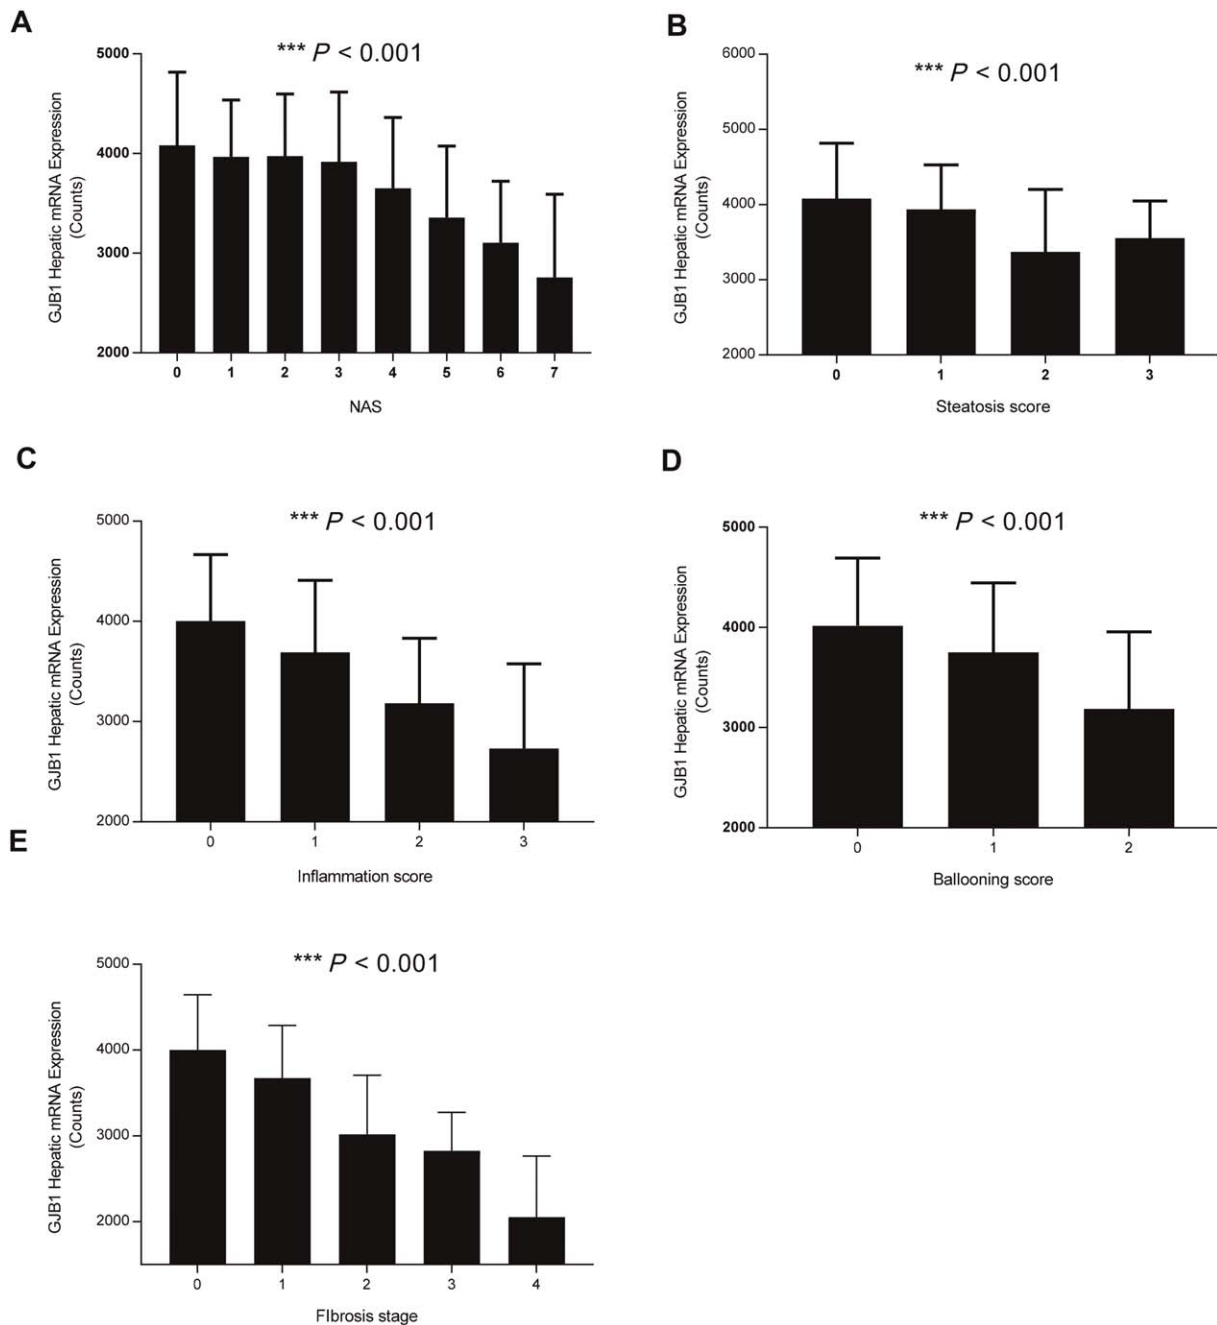 A
*** P < 0.001
GJB1 Hepatic mRNA Expression
(Counts)
5000
4000
3000
2000
0 1 2 3 4 5 6 7
NAS
B
*** P < 0.001
GJB1 Hepatic mRNA Expression
(Counts)
6000
5000
4000
3000
2000
0 1 2 3
Steatosis score
C
*** P < 0.001
GJB1 Hepatic mRNA Expression
(Counts)
5000
4000
3000
2000
0 1 2 3
Inflammation score
D
*** P < 0.001
GJB1 Hepatic mRNA Expression
(Counts)
5000
4000
3000
2000
0 1 2
Ballooning score
E
*** P < 0.001
GJB1 Hepatic mRNA Expression
(Counts)
5000
4000
3000
2000
0 1 2 3 4
FIbrosis stage